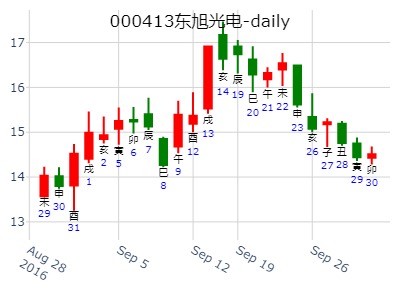 000413东旭光电-daily
17
16
15
14
13
未
29
申
30
酉
31
戌
1
亥
2
寅
5
卯
6
辰
7
巳
8
午
9
酉
12
戌
13
亥
14
辰
19
巳
20
午
21
未
22
申
23
亥
26
子
27
丑
28
寅
29
卯
30
Aug 28
2016
Sep 5
Sep 12
Sep 19
Sep 26